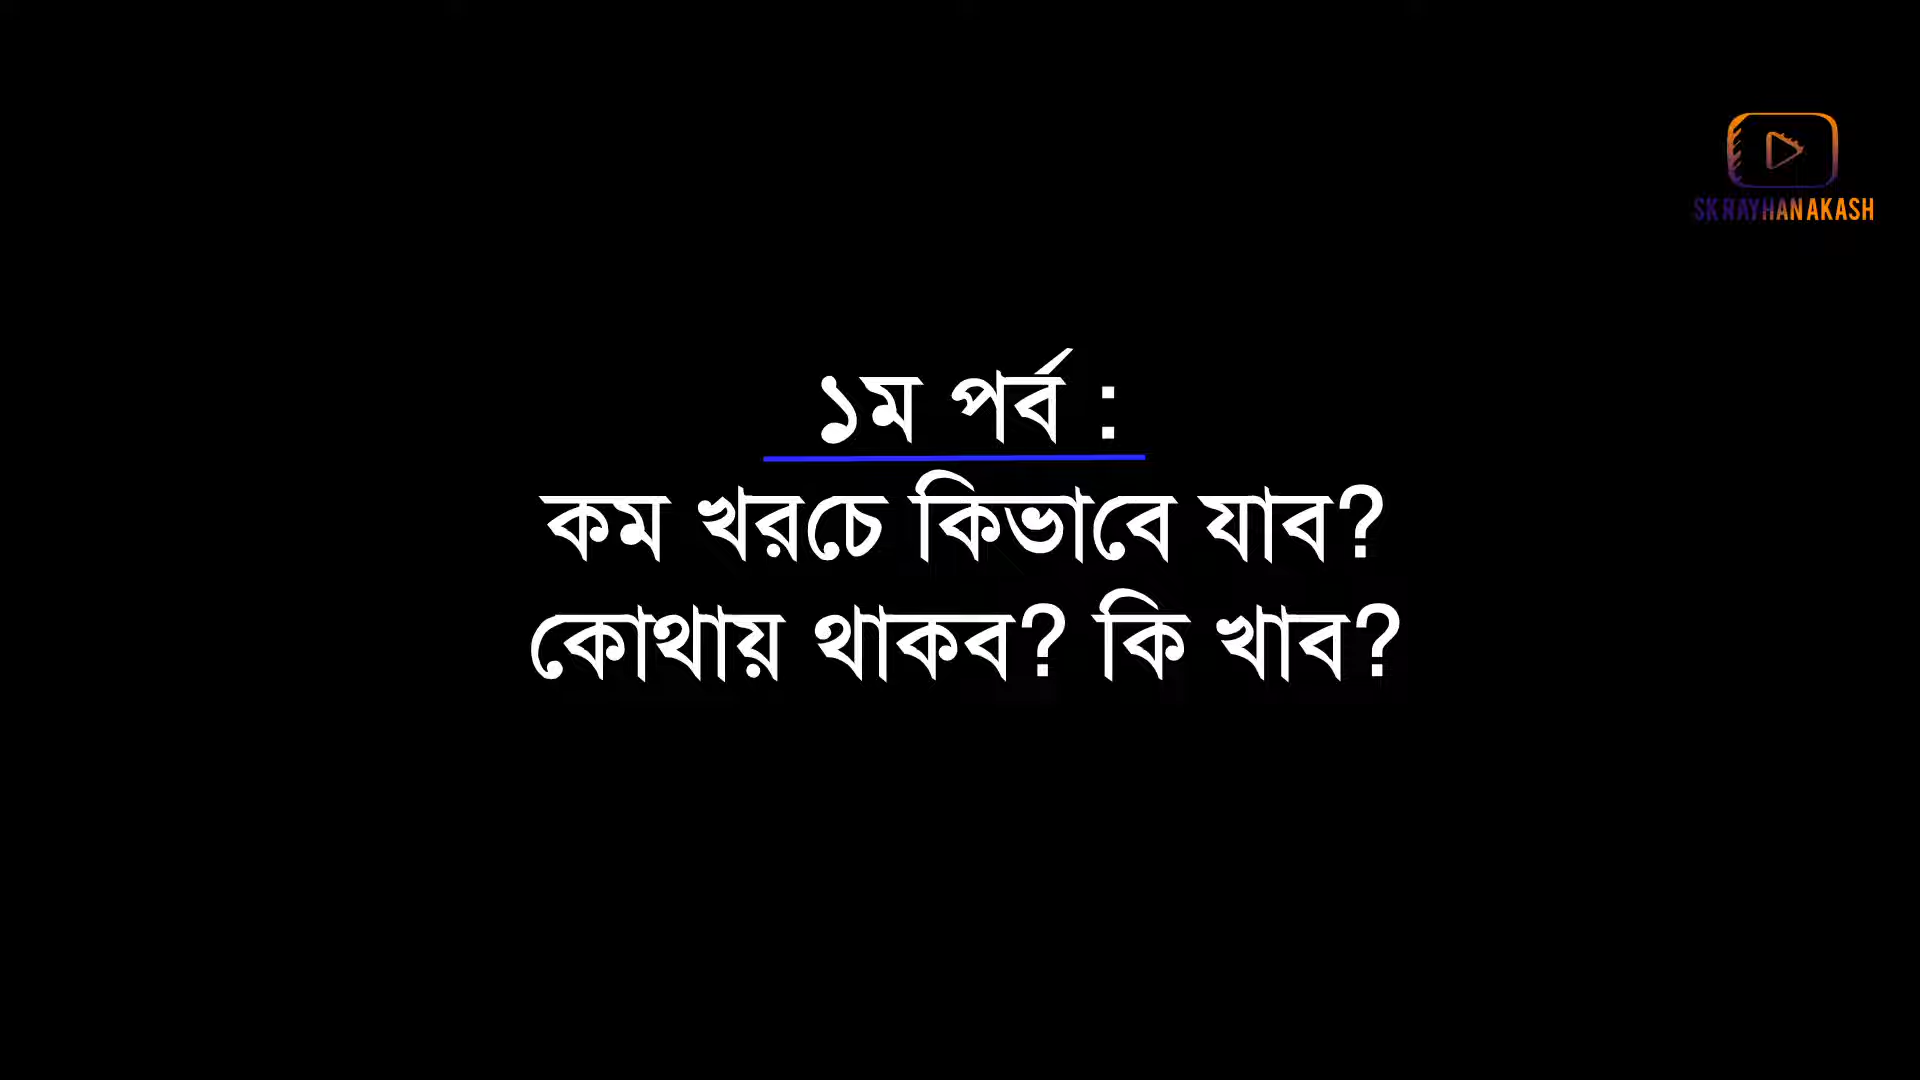 SK RAYHAN AKASH
১ম পর্ব :
কম খরচে কিভাবে যাব?
কোথায় থাকব? কি খাব?